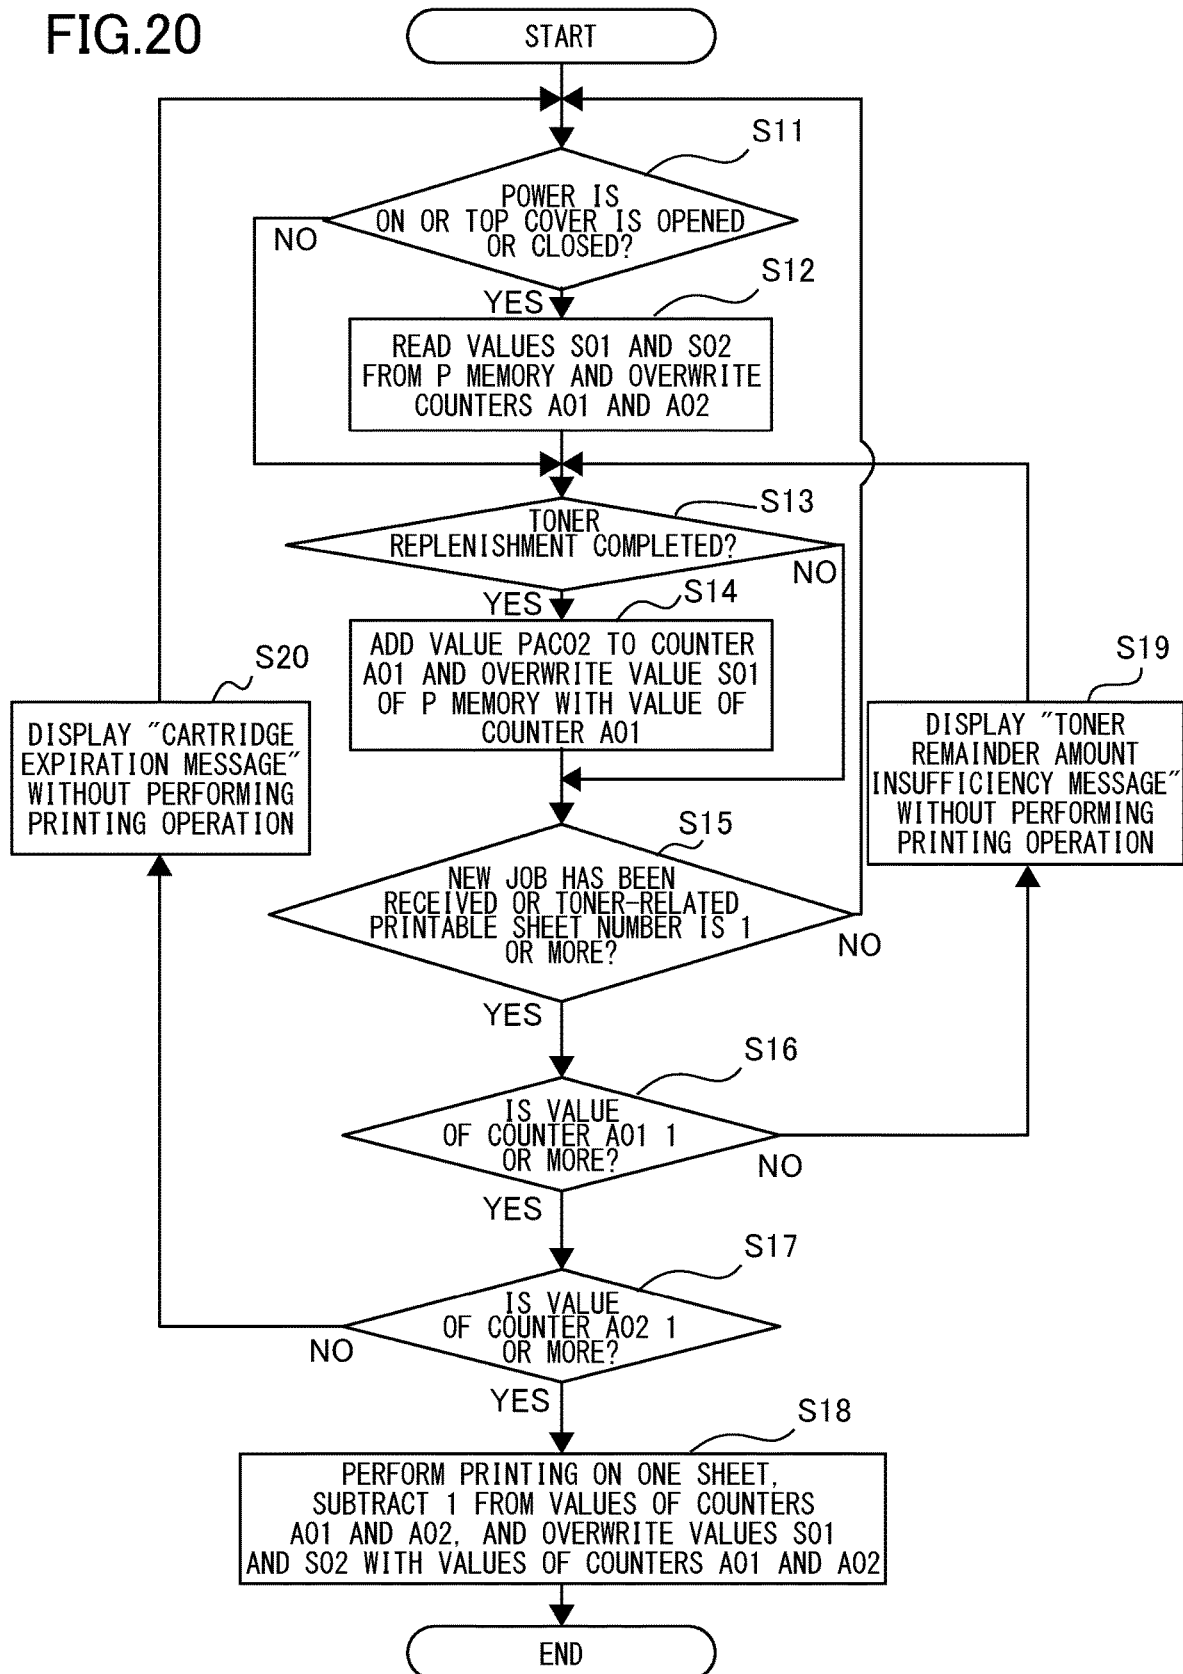 FIG.20
START
S11
POWER IS
ON OR TOP COVER IS OPENED
OR CLOSED?
NO
YES
S12
READ VALUES S01 AND S02
FROM P MEMORY AND OVERWRITE
COUNTERS A01 AND A02
S13
TONER
REPLENISHMENT COMPLETED?
NO
YES
S14
ADD VALUE PAC02 TO COUNTER
A01 AND OVERWRITE VALUE S01
OF P MEMORY WITH VALUE OF
COUNTER A01
S20
DISPLAY "CARTRIDGE
EXPIRATION MESSAGE"
WITHOUT PERFORMING
PRINTING OPERATION
S19
DISPLAY "TONER
REMAINDER AMOUNT
INSUFFICIENCY MESSAGE"
WITHOUT PERFORMING
PRINTING OPERATION
S15
NEW JOB HAS BEEN
RECEIVED OR TONER-RELATED
PRINTABLE SHEET NUMBER IS 1
OR MORE?
NO
YES
S16
IS VALUE
OF COUNTER A01 1
OR MORE?
NO
YES
S17
IS VALUE
OF COUNTER A02 1
OR MORE?
NO
YES
S18
PERFORM PRINTING ON ONE SHEET,
SUBTRACT 1 FROM VALUES OF COUNTERS
A01 AND A02, AND OVERWRITE VALUES S01
AND S02 WITH VALUES OF COUNTERS A01 AND A02
END